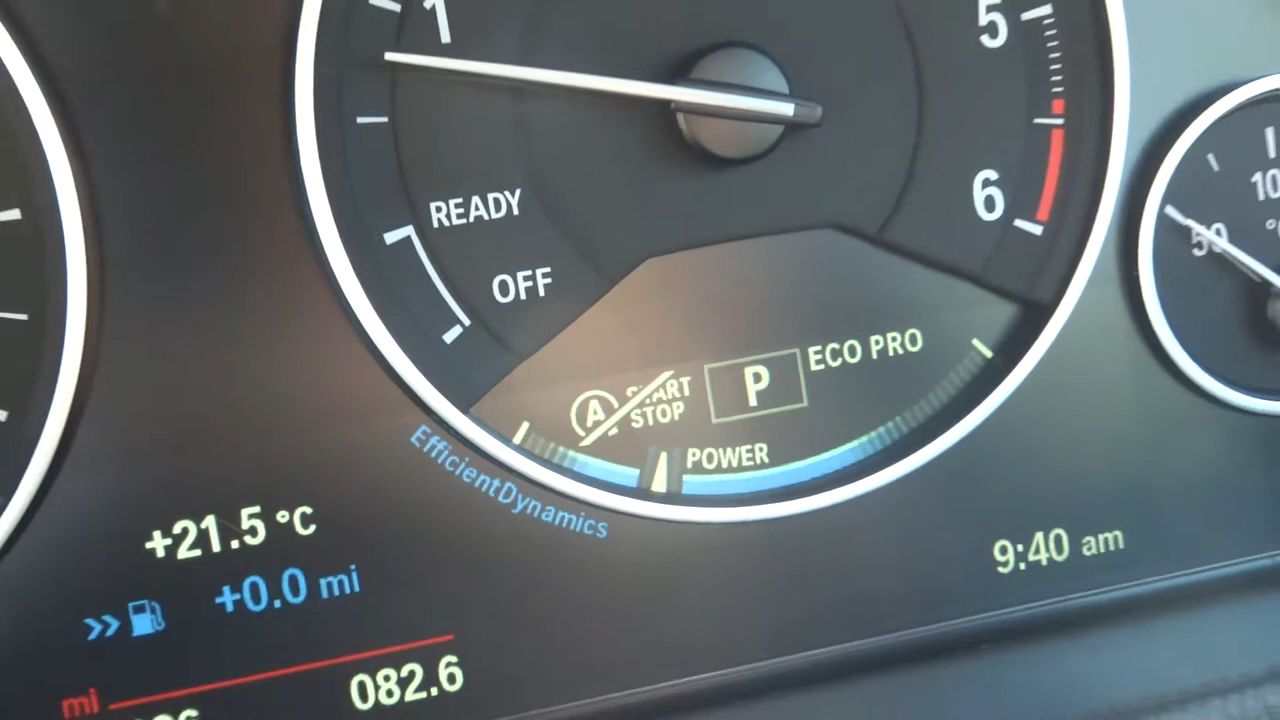 1
5
6
READY
OFF
10
50
ECO PRO
P
A START
STOP
POWER
EfficientDynamics
+21.5 °C
+0.0 mi
9:40 am
mi
082.6